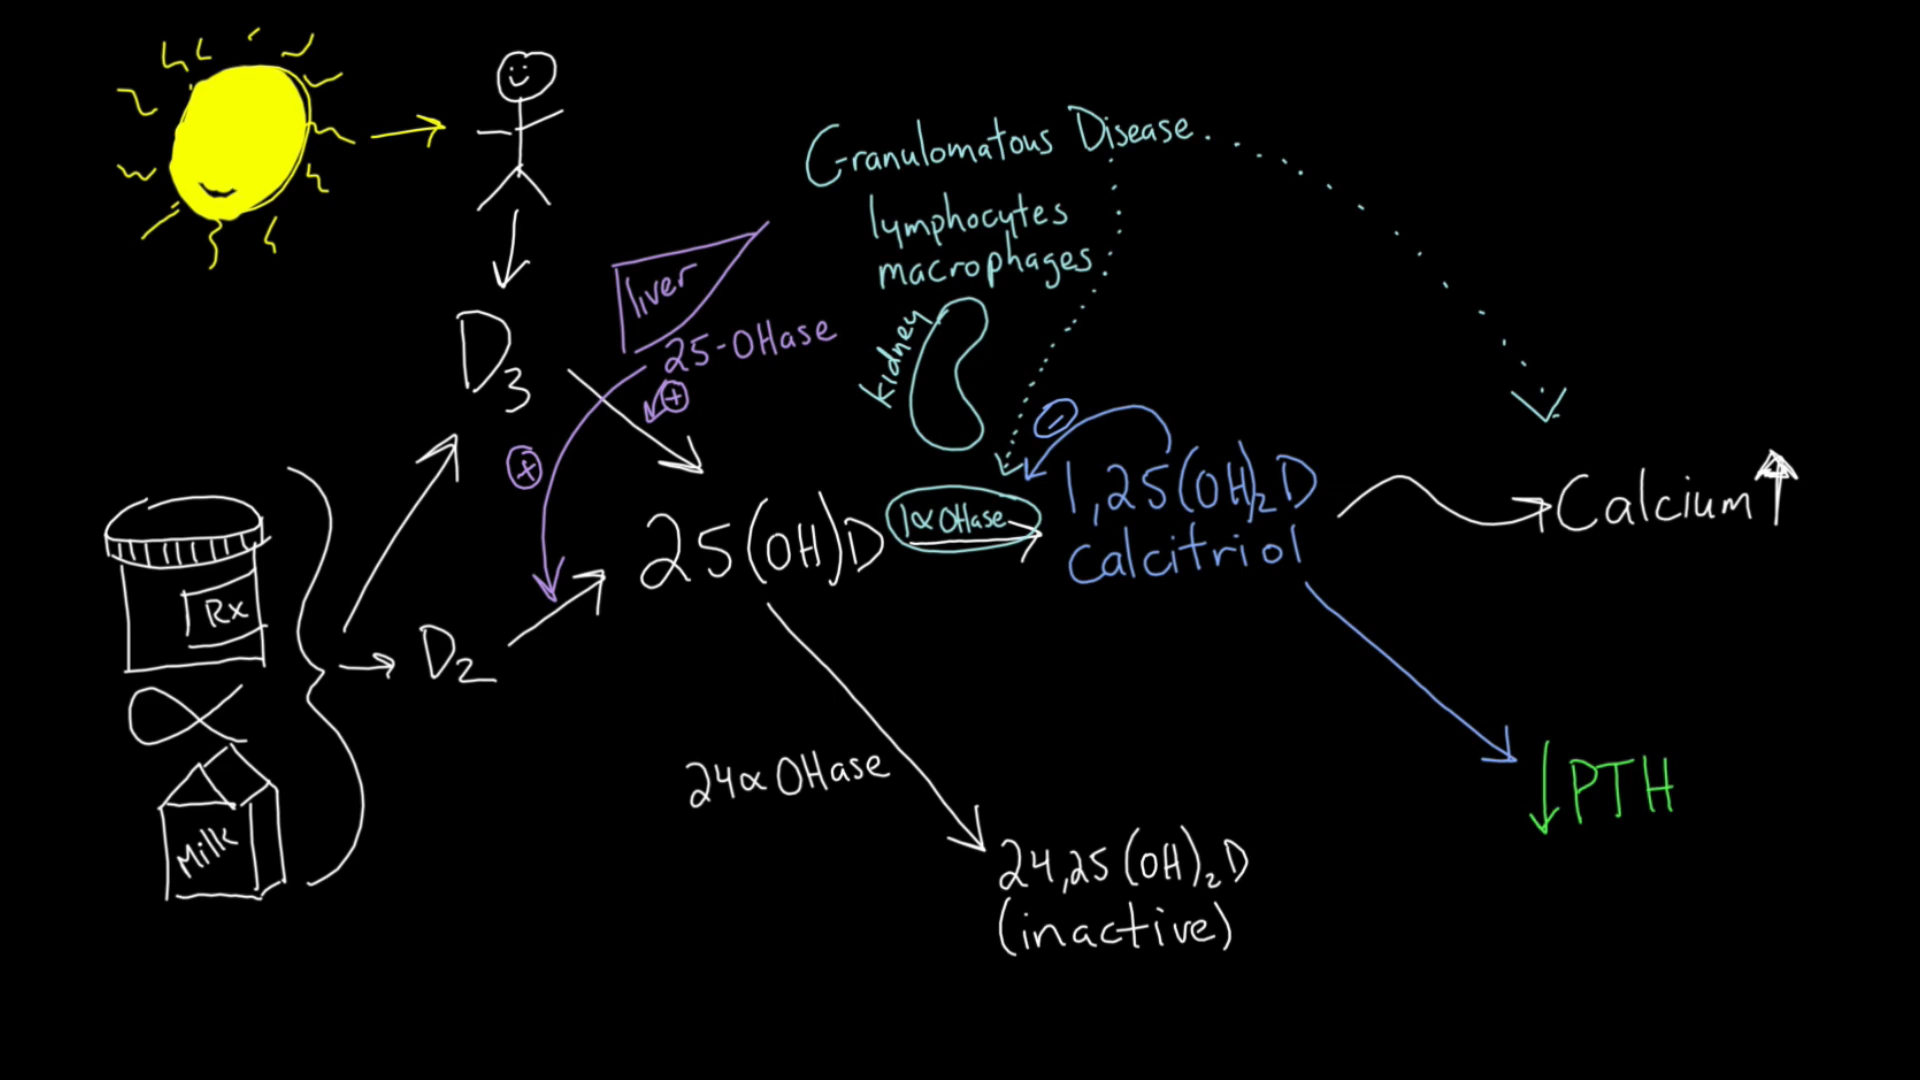 Granulomatous Disease
lymphocytes
macrophages
liver
25-OHase
kidney
D3
+
+
-
1α OHase
1,25(OH)2D
calcitriol
Calcium
25(OH)D
Rx
D2
Milk
24α OHase
PTH
24,25(OH)2D
(inactive)